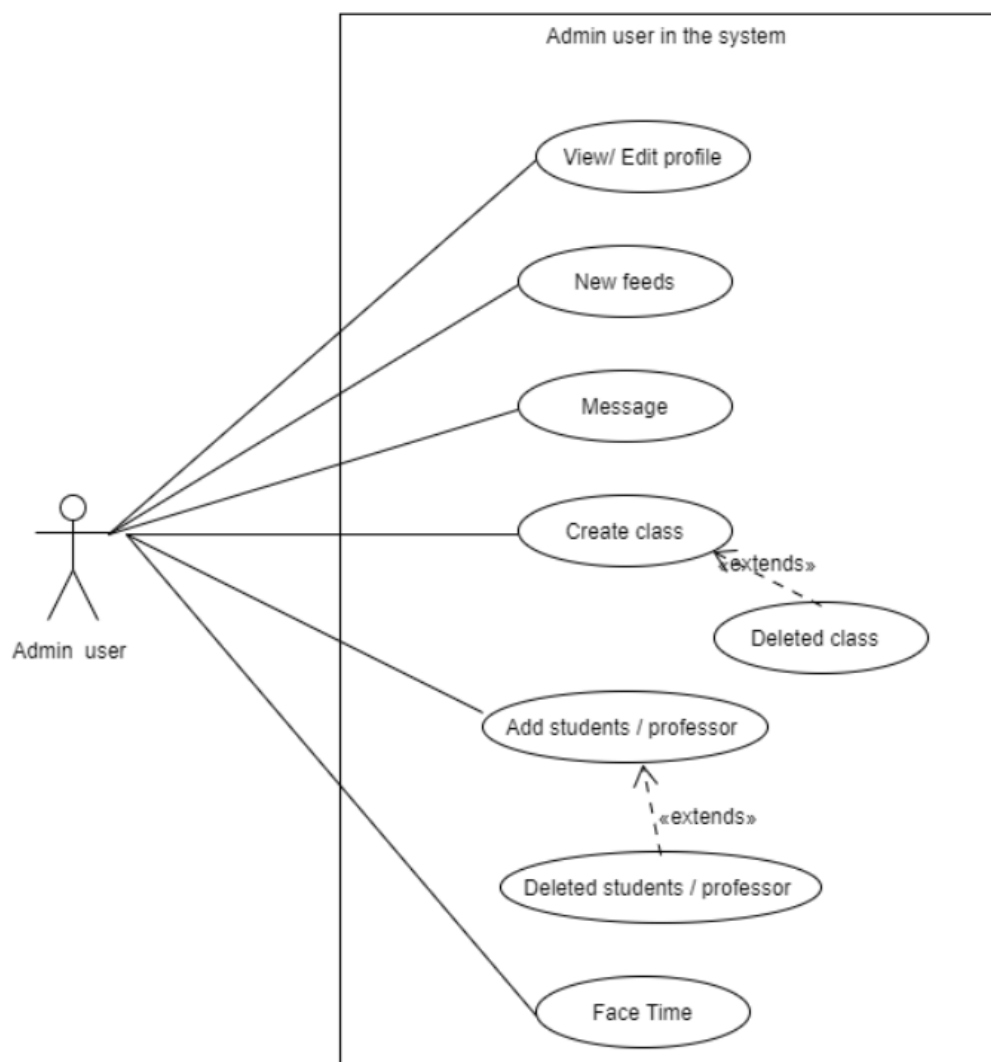 Admin user in the system
View/ Edit profile
New feeds
Message
Create class
«extends»
Deleted class
Admin user
Add students / professor
«extends»
Deleted students / professor
Face Time